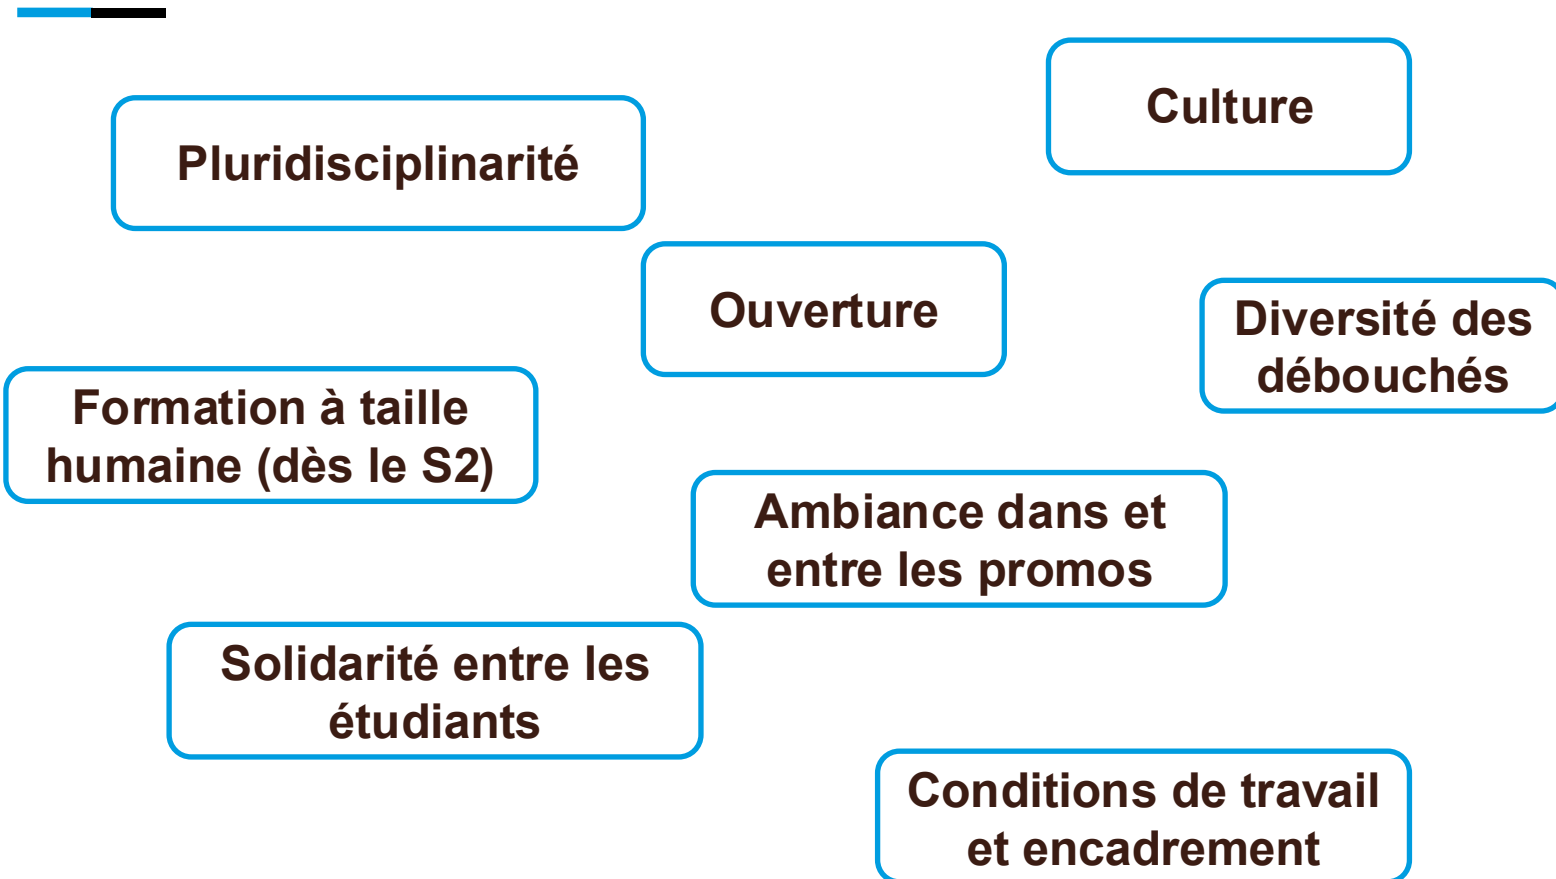 Culture
Pluridisciplinarité
Ouverture
Diversité des
débouchés
Formation à taille
humaine (dès le S2)
Ambiance dans et
entre les promos
Solidarité entre les
étudiants
Conditions de travail
et encadrement